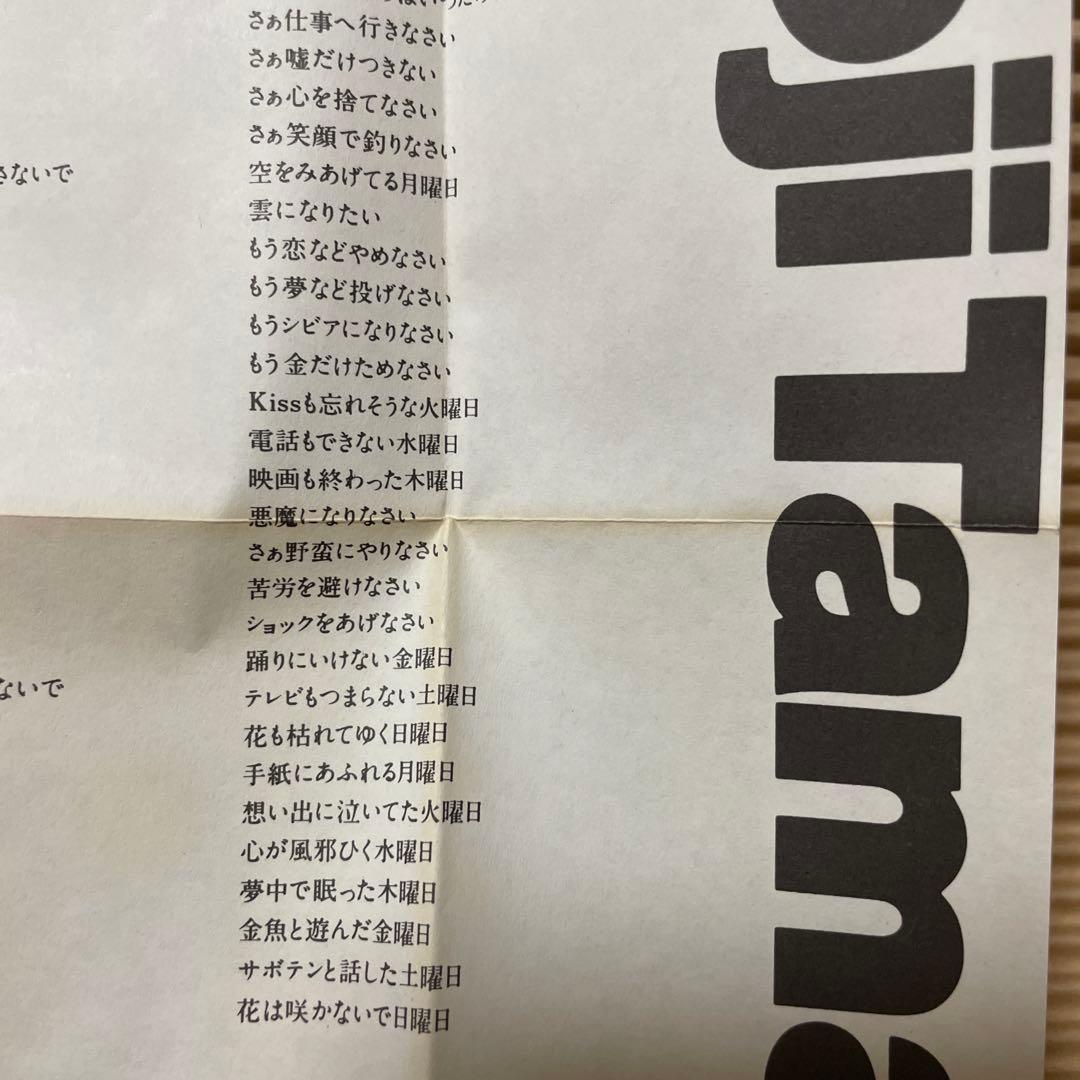 さないで
ないで
さぁ仕事へ行きなさい
さぁ嘘だけつきない
さぁ心を捨てなさい
さぁ笑顔で釣りなさい
空をみあげてる月曜日
雲になりたい
もう恋などやめなさい
もう夢など投げなさい
もうシビアになりなさい
もう金だけためなさい
Kissも忘れそうな火曜日
電話もできない水曜日
映画も終わった木曜日
悪魔になりなさい
さぁ野蛮にやりなさい
苦労を避けなさい
ショックをあげなさい
踊りにいけない金曜日
テレビもつまらない土曜日
花も枯れてゆく日曜日
手紙にあふれる月曜日
想い出に泣いてた火曜日
心が風邪ひく水曜日
夢中で眠った木曜日
金魚と遊んだ金曜日
サボテンと話した土曜日
花は咲かないで日曜日
oji Tama